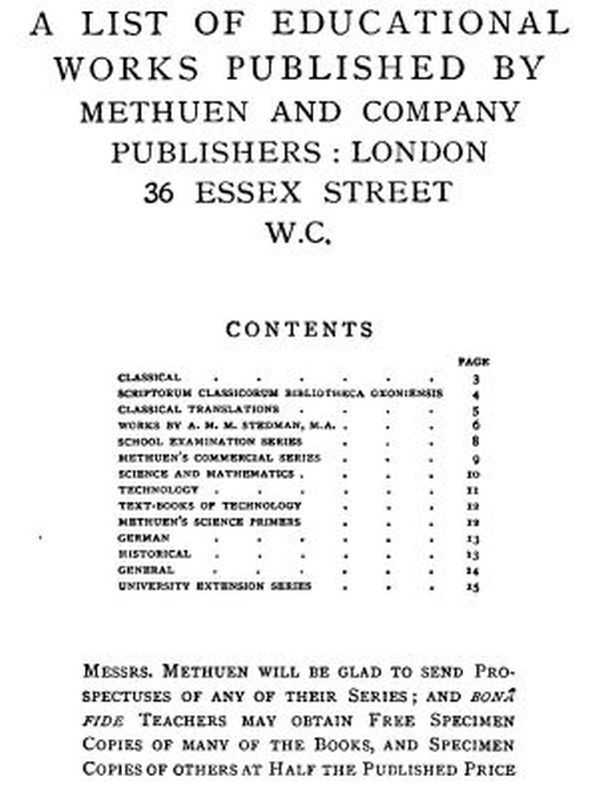 A LIST OF EDUCATIONAL
WORKS PUBLISHED BY
METHUEN AND COMPANY
PUBLISHERS : LONDON
36 ESSEX STREET
W.C.
CONTENTS
PAGE
CLASSICAL . . . . . . 3
SCRIPTORUM CLASSICORUM BIBLIOTHECA OXONIENSIS 4
CLASSICAL TRANSLATIONS . . . . 5
WORKS BY A. M. M. STEDMAN, M.A. . . . 6
SCHOOL EXAMINATION SERIES . . . 8
METHUEN'S COMMERCIAL SERIES . . . 9
SCIENCE AND MATHEMATICS . . . . 10
TECHNOLOGY . . . . . . 11
TEXT-BOOKS OF TECHNOLOGY . . . 12
METHUEN'S SCIENCE PRIMERS . . . 12
GERMAN . . . . . . 13
HISTORICAL . . . . . . 13
GENERAL . . . . . . 14
UNIVERSITY EXTENSION SERIES . . . 15
MESSRS. METHUEN WILL BE GLAD TO SEND PRO-
SPECTUSES OF ANY OF THEIR SERIES; AND BONÂ
FIDE TEACHERS MAY OBTAIN FREE SPECIMEN
COPIES OF MANY OF THE BOOKS, AND SPECIMEN
COPIES OF OTHERS AT HALF THE PUBLISHED PRICE